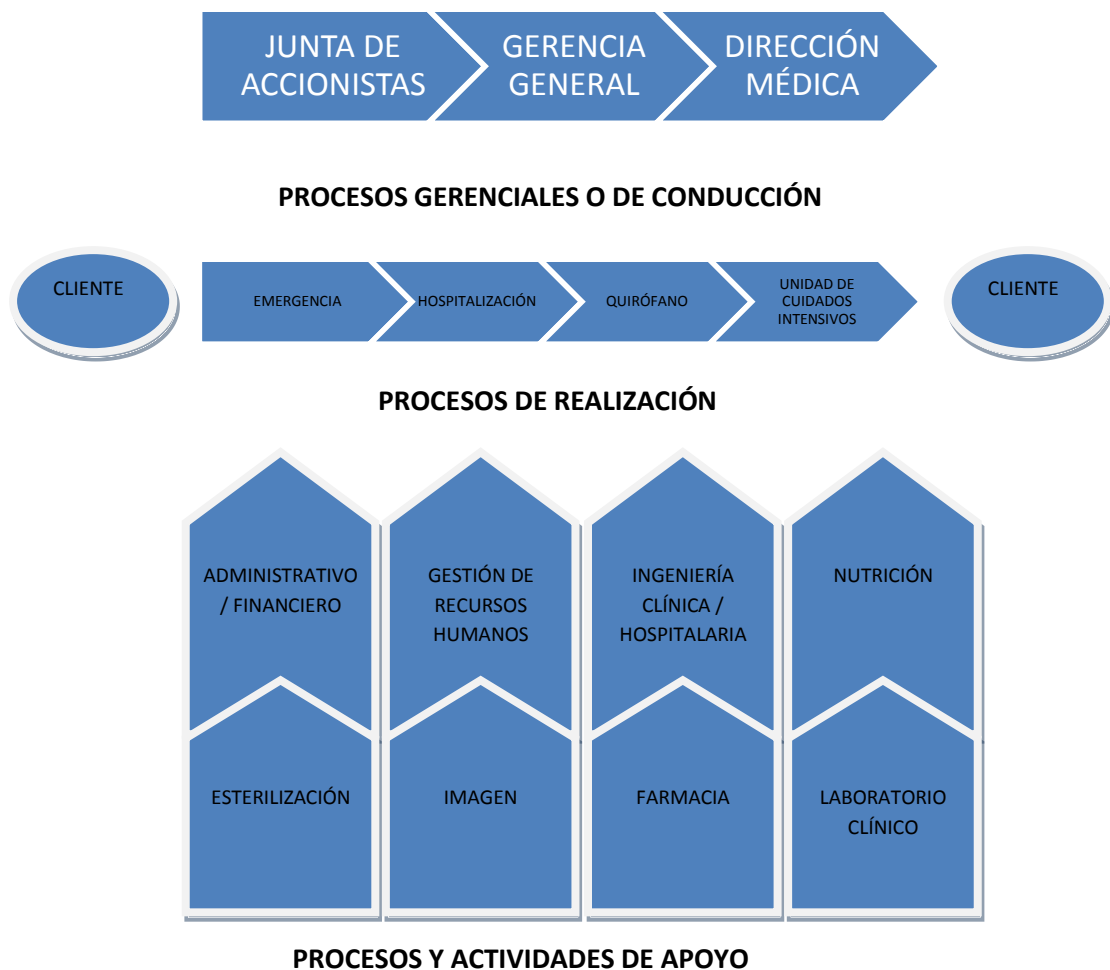 JUNTA DE
ACCIONISTAS
GERENCIA
GENERAL
DIRECCIÓN
MÉDICA
PROCESOS GERENCIALES O DE CONDUCCIÓN
CLIENTE
EMERGENCIA
HOSPITALIZACIÓN
QUIRÓFANO
UNIDAD DE
CUIDADOS
INTENSIVOS
CLIENTE
PROCESOS DE REALIZACIÓN
ADMINISTRATIVO
/ FINANCIERO
GESTIÓN DE
RECURSOS
HUMANOS
INGENIERÍA
CLÍNICA /
HOSPITALARIA
NUTRICIÓN
ESTERILIZACIÓN
IMAGEN
FARMACIA
LABORATORIO
CLÍNICO
PROCESOS Y ACTIVIDADES DE APOYO